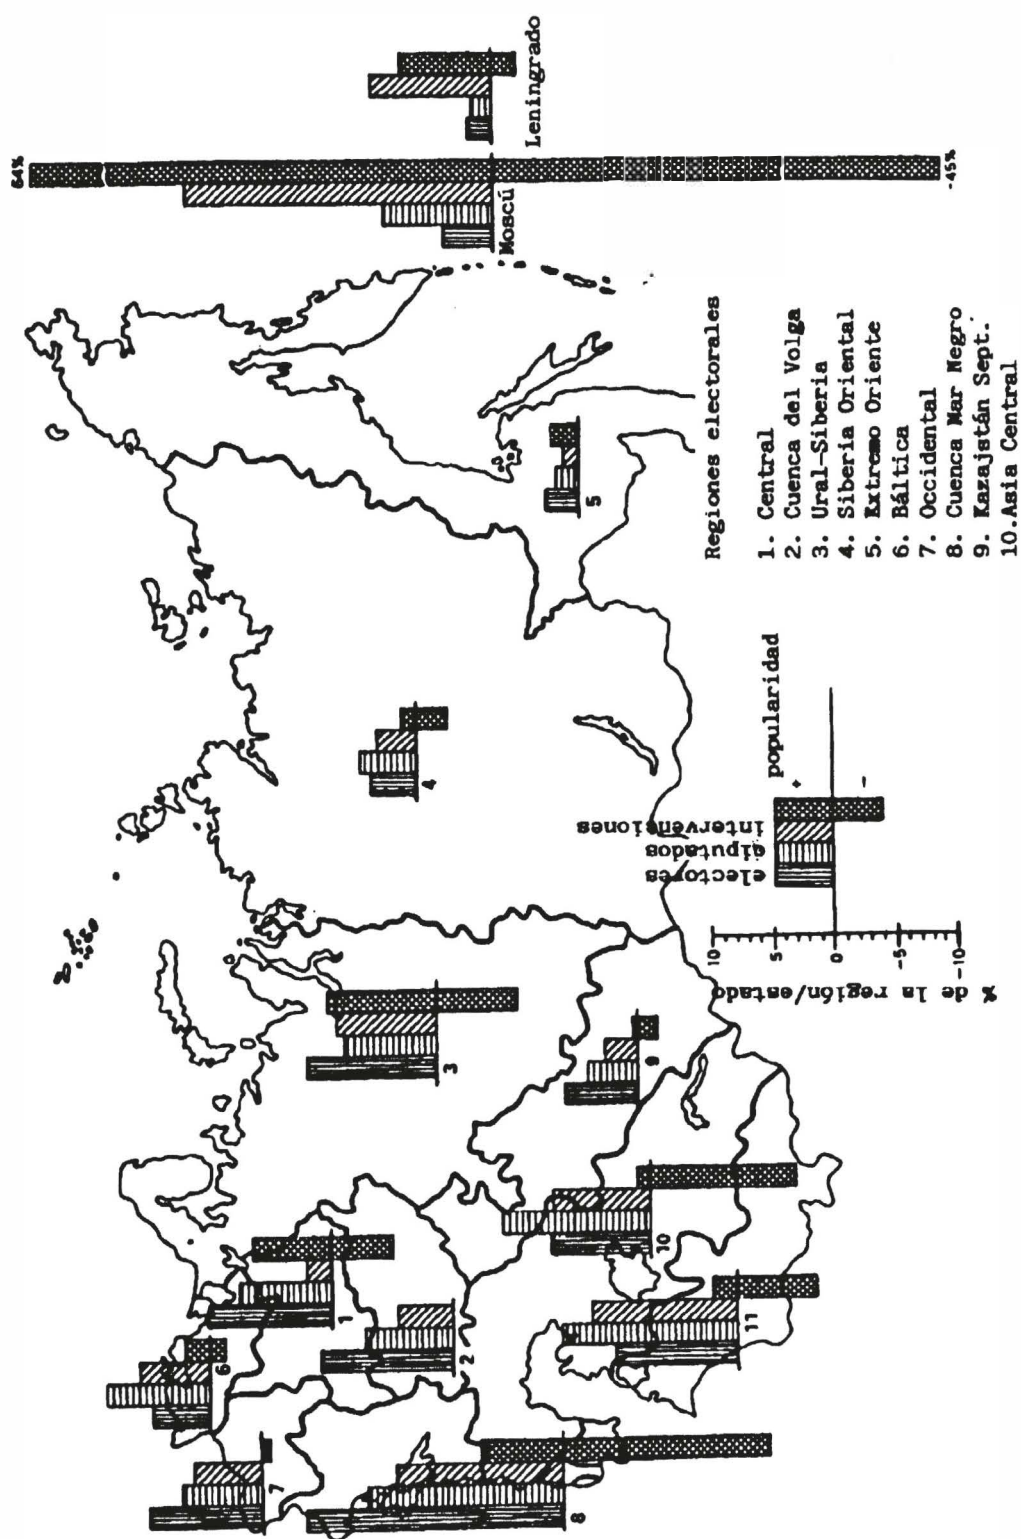 64%
-45%
Moscú
Leningrado
1
2
3
4
5
6
7
8
9
10
11
Regiones electorales
1. Central
2. Cuenca del Volga
3. Ural-Siberia
4. Siberia Oriental
5. Extremo Oriente
6. Báltica
7. Occidental
8. Cuenca Mar Negro
9. Kazajstán Sept.
10.Asia Central
electores
diputados
intervenciones
popularidad
+
-
10
5
0
-5
-10
% de la región/estado